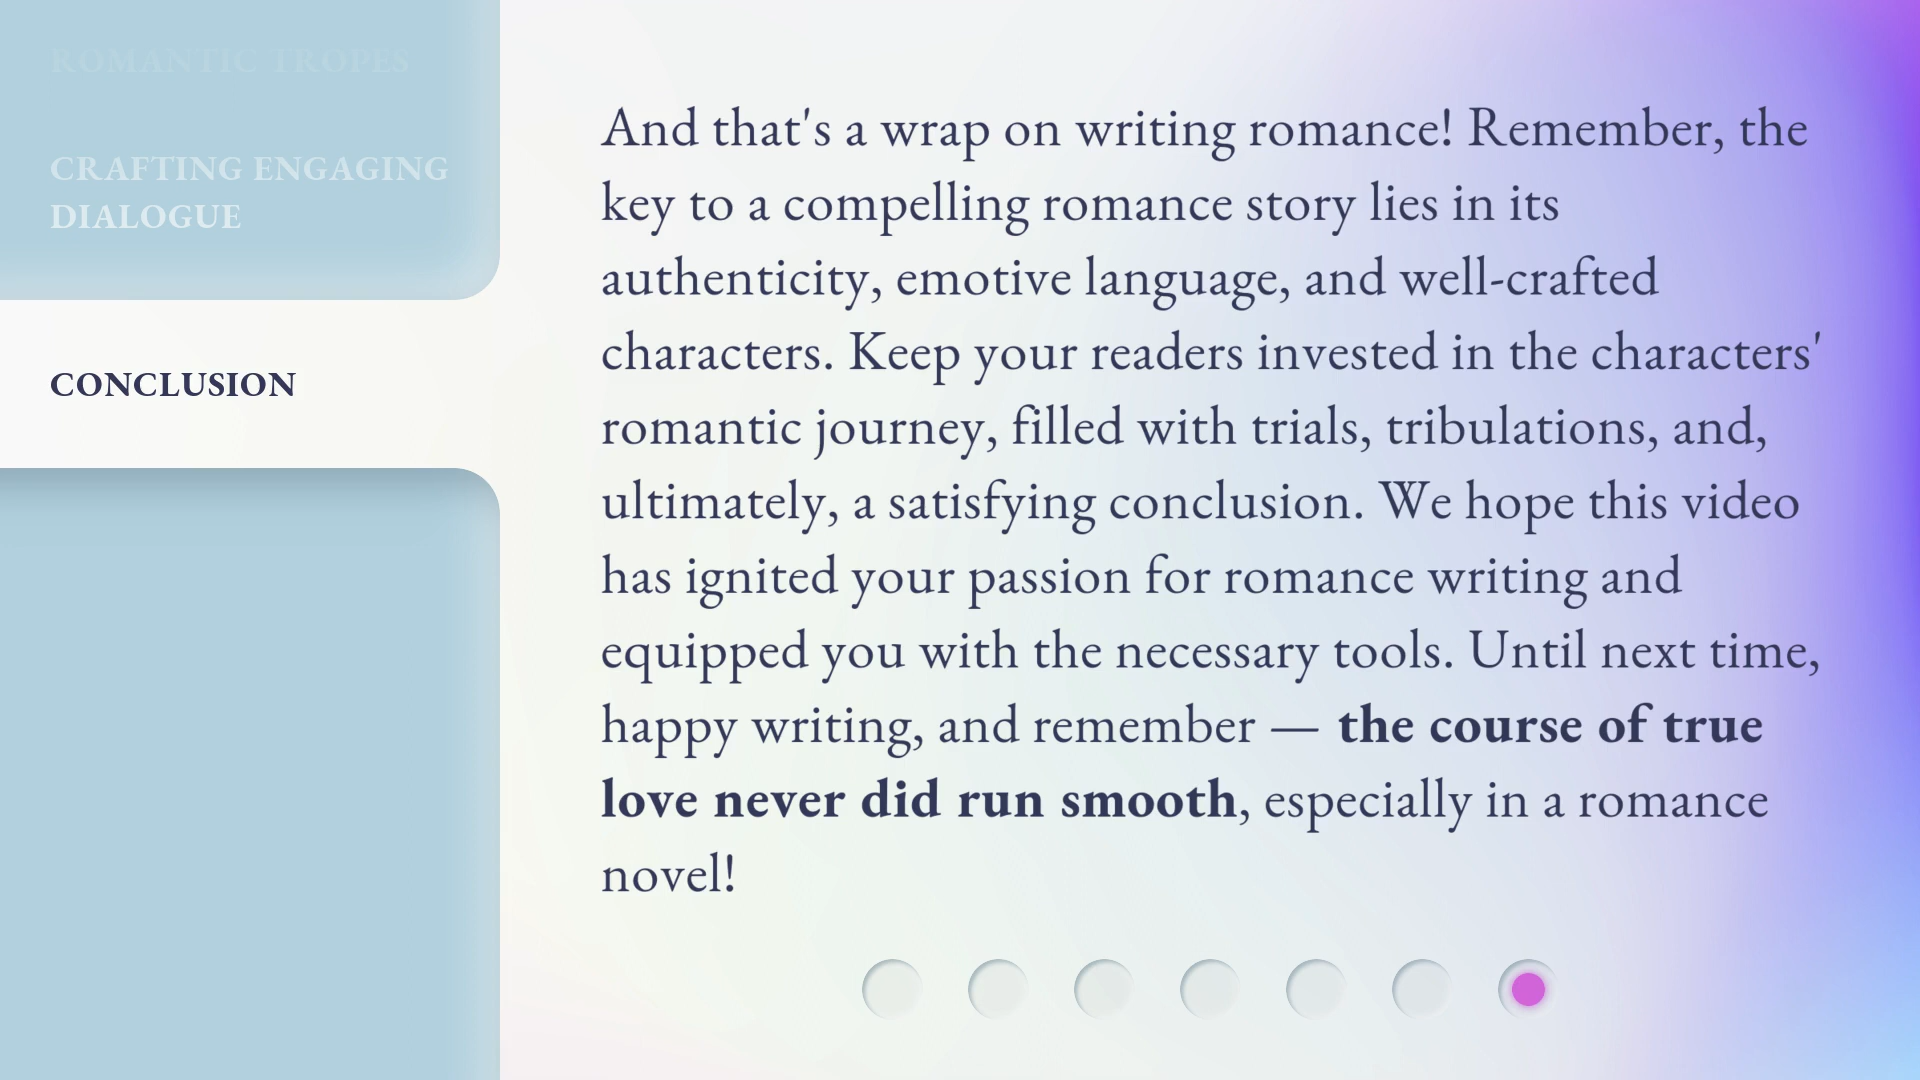 ROMANTIC TROPES
CRAFTING ENGAGING
DIALOGUE
CONCLUSION
And that's a wrap on writing romance! Remember, the
key to a compelling romance story lies in its
authenticity, emotive language, and well-crafted
characters. Keep your readers invested in the characters'
romantic journey, filled with trials, tribulations, and,
ultimately, a satisfying conclusion. We hope this video
has ignited your passion for romance writing and
equipped you with the necessary tools. Until next time,
happy writing, and remember — the course of true
love never did run smooth, especially in a romance
novel!